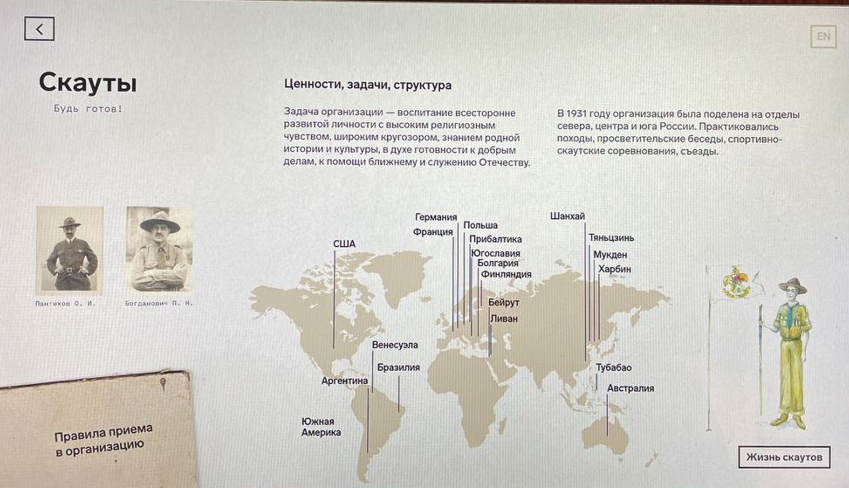 EN
Скауты
Будь готов!
Ценности, задачи, структура
Задача организации — воспитание всесторонне
развитой личности с высоким религиозным
чувством, широким кругозором, знанием родной
истории и культуры, в духе готовности к добрым
делам, к помощи ближнему и служению Отечеству.
В 1931 году организация была поделена на отделы
севера, центра и юга России. Практиковались
походы, просветительские беседы, спортивно-
скаутские соревнования, съезды.
Пантюхов О. И.
Богданович П. Н.
США
Германия
Франция
Польша
Прибалтика
Югославия
Болгария
Финляндия
Бейрут
Ливан
Шанхай
Тяньцзинь
Мукден
Харбин
Венесуэла
Бразилия
Аргентина
Южная
Америка
Тубабао
Австралия
Правила приема
в организацию
Жизнь скаутов